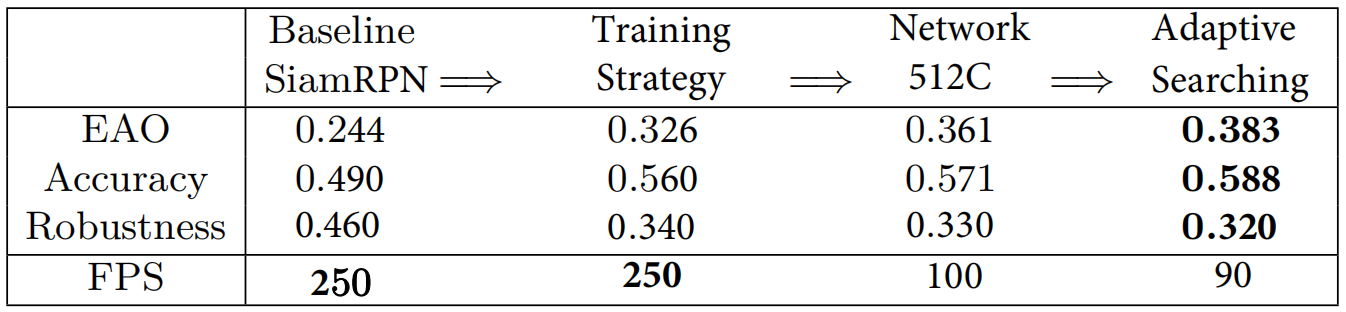 Baseline Training Network Adaptive
SiamRPN ⟹ Strategy ⟹ 512C ⟹ Searching
EAO 0.244 0.326 0.361 0.383
Accuracy 0.490 0.560 0.571 0.588
Robustness 0.460 0.340 0.330 0.320
FPS 250 250 100 90